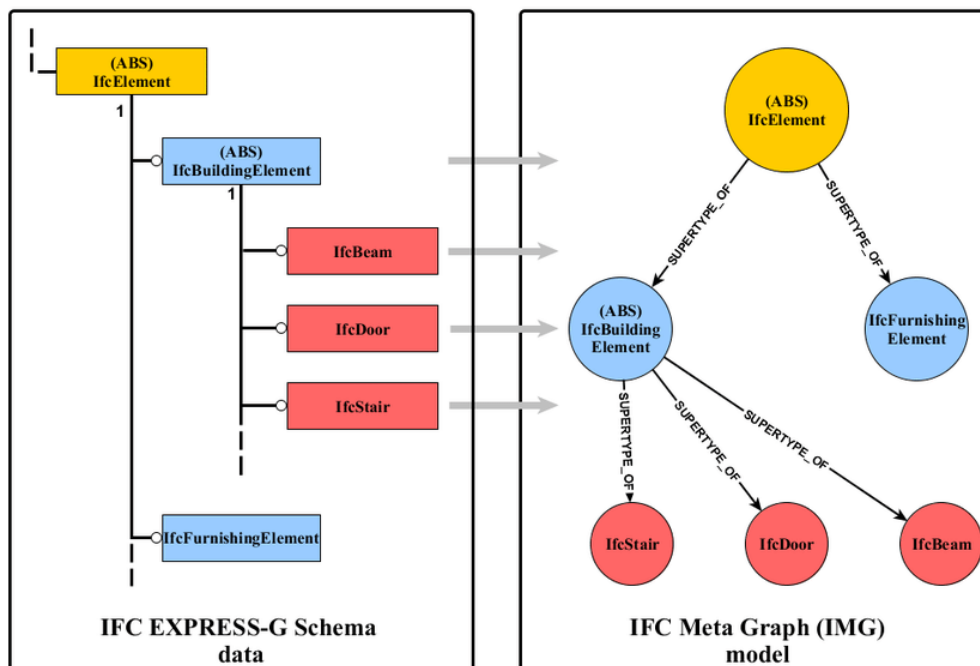 (ABS)
IfcElement
1
(ABS)
IfcBuildingElement
1
IfcBeam
IfcDoor
IfcStair
IfcFurnishingElement
IFC EXPRESS-G Schema
data
(ABS)
IfcElement
SUPERTYPE_OF
SUPERTYPE_OF
(ABS)
IfcBuilding
Element
IfcFurnishing
Element
SUPERTYPE_OF
SUPERTYPE_OF
SUPERTYPE_OF
IfcStair
IfcDoor
IfcBeam
IFC Meta Graph (IMG)
model